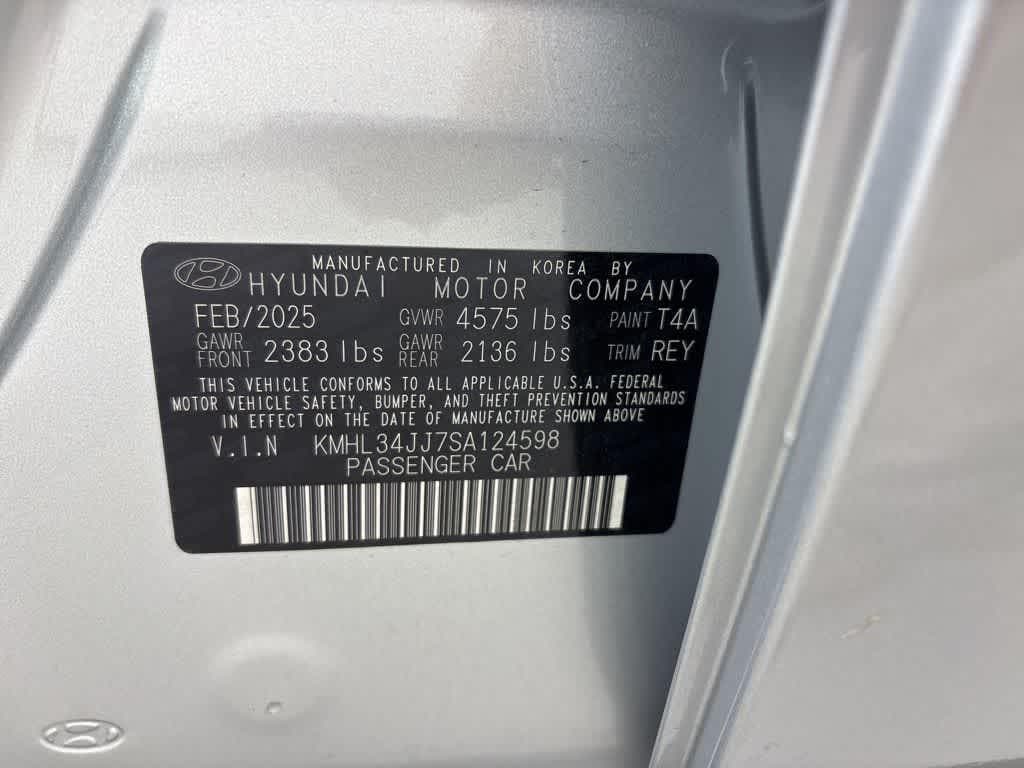 MANUFACTURED IN KOREA BY
HYUNDAI MOTOR COMPANY
FEB/2025 GVWR 4575 lbs PAINT T4A
GAWR FRONT 2383 lbs GAWR REAR 2136 lbs TRIM REY
THIS VEHICLE CONFORMS TO ALL APPLICABLE U.S.A. FEDERAL
MOTOR VEHICLE SAFETY, BUMPER, AND THEFT PREVENTION STANDARDS
IN EFFECT ON THE DATE OF MANUFACTURE SHOWN ABOVE
V.I.N KMHL34JJ7SA124598
PASSENGER CAR